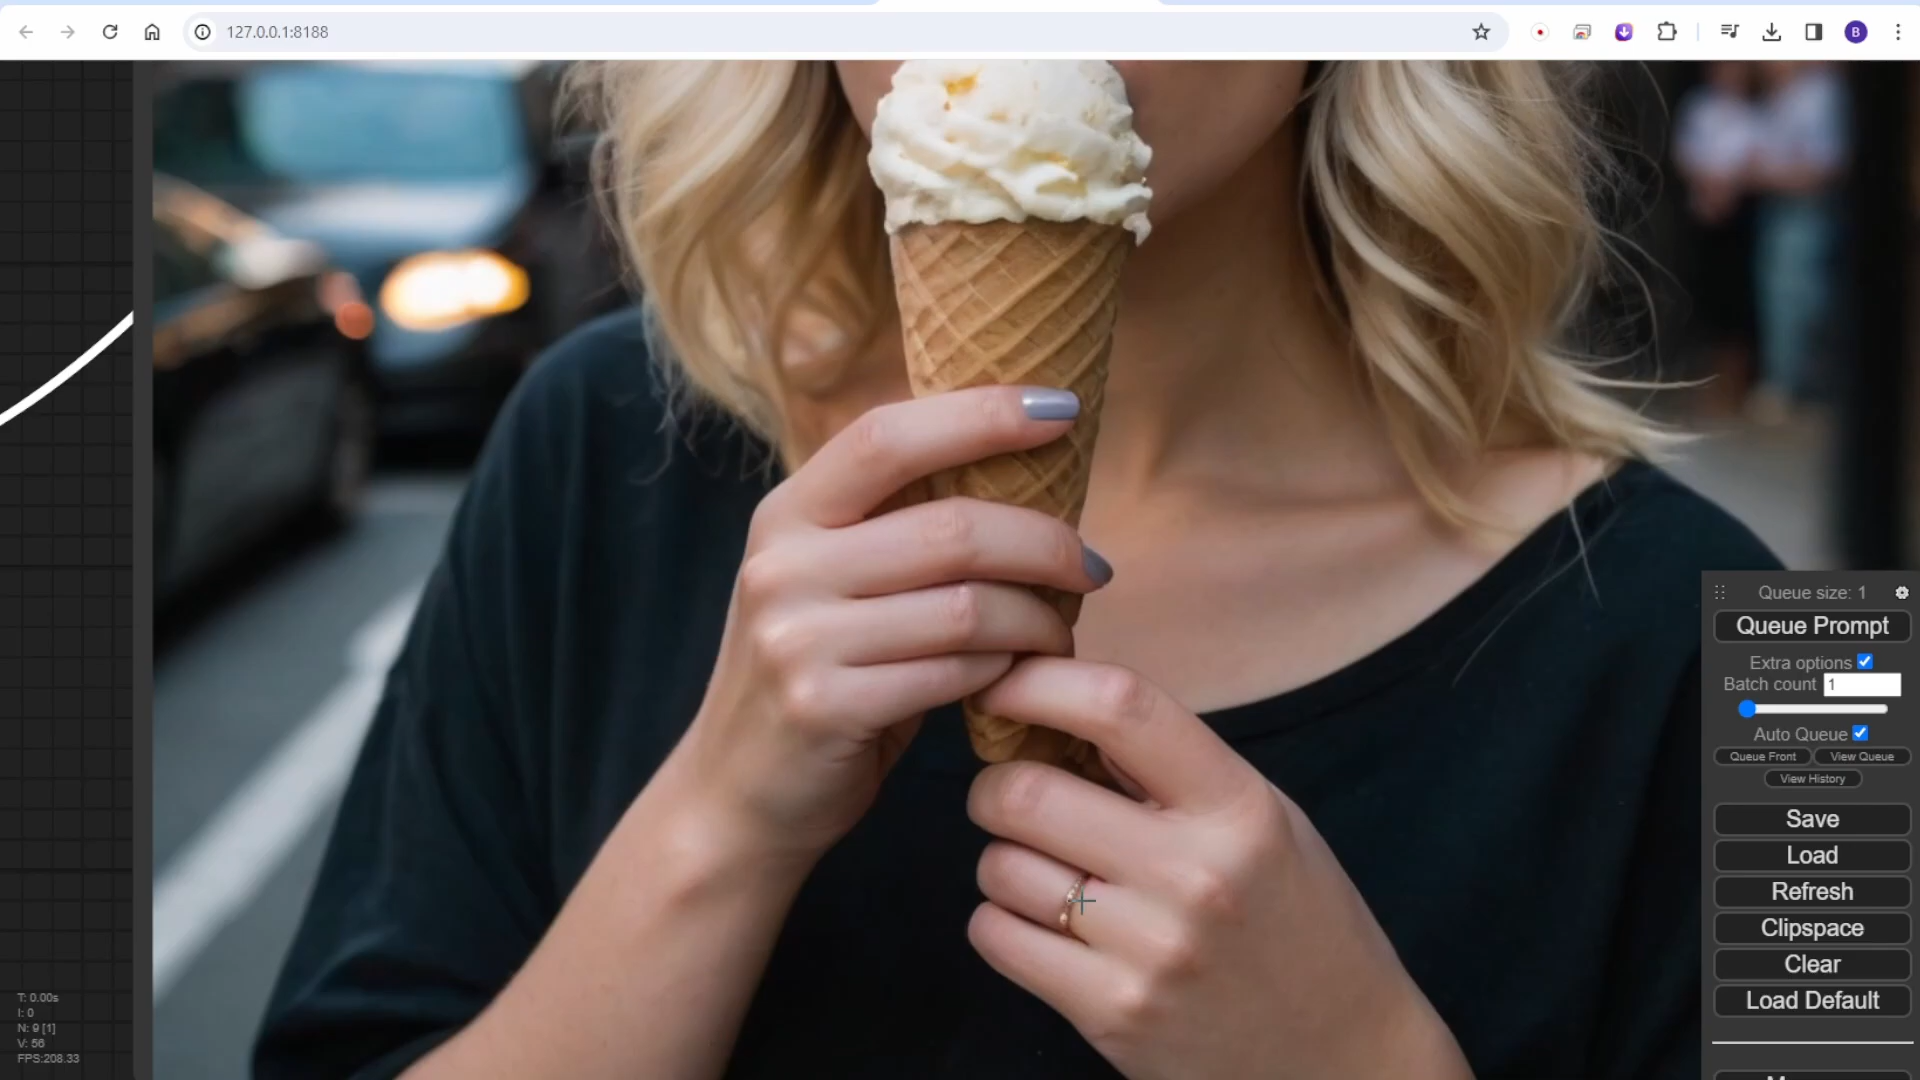 127.0.0.1:8188
B
Queue size: 1
Queue Prompt
Extra options
Batch count 1
Auto Queue
Queue Front View Queue
View History
Save
Load
Refresh
Clipspace
Clear
Load Default
T: 0.00s
I: 0
N: 9 [1]
V: 56
FPS:208.33